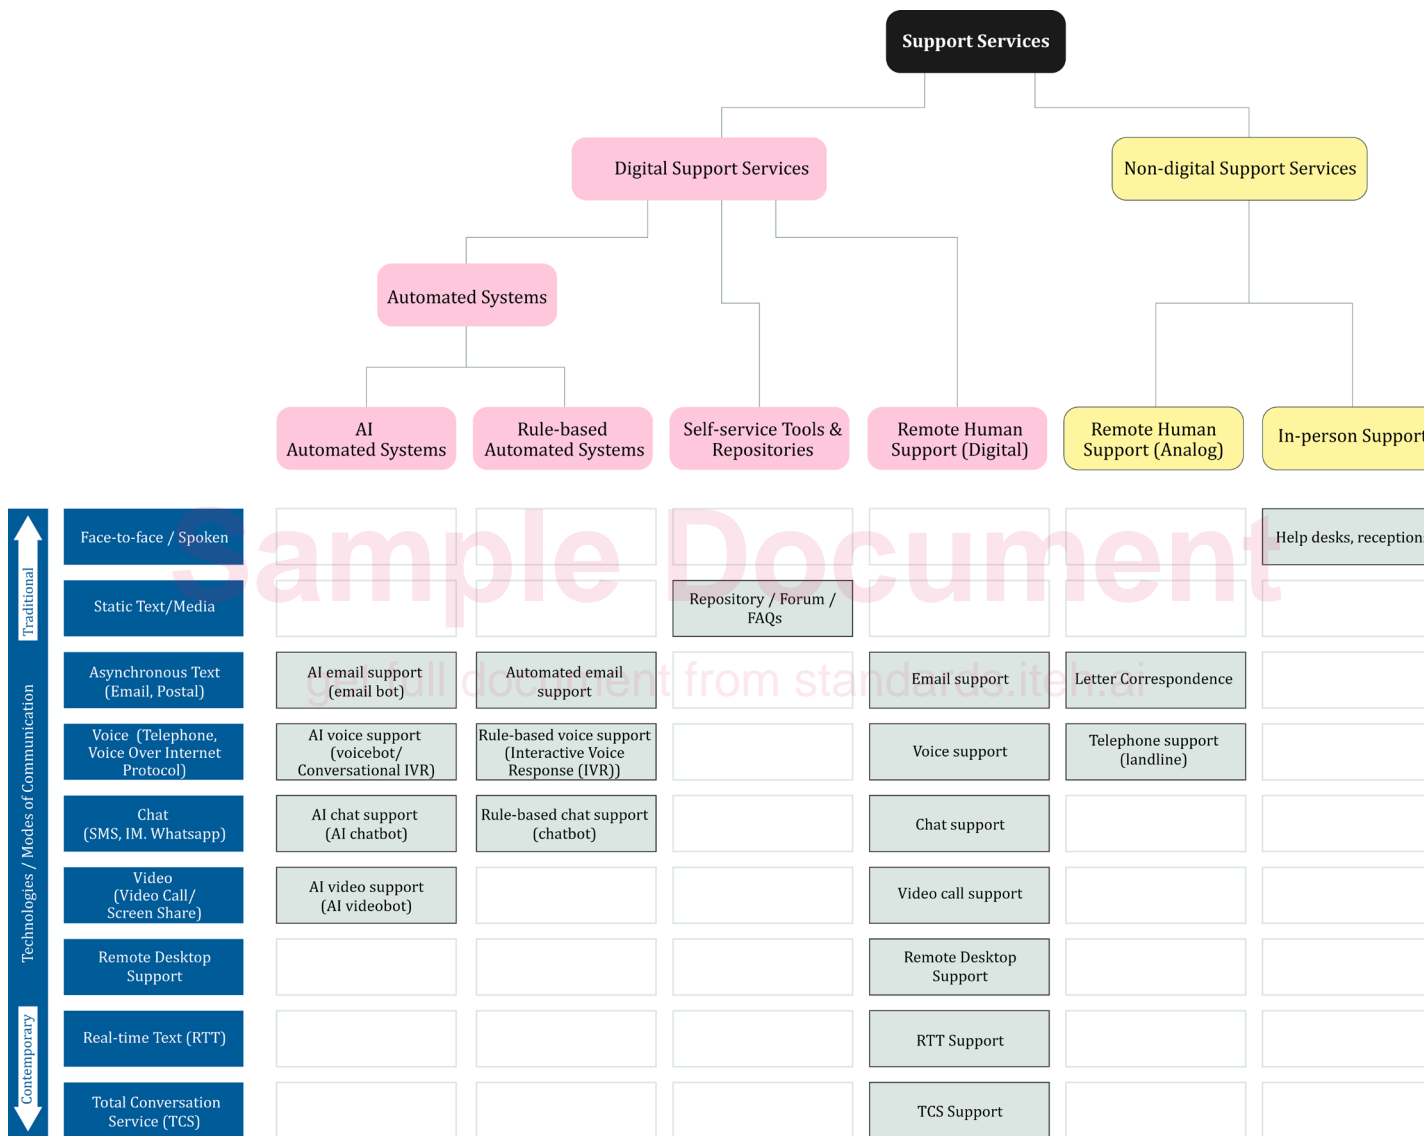 Support Services
Digital Support Services
Non-digital Support Services
Automated Systems
AI
Automated Systems
Rule-based
Automated Systems
Self-service Tools &
Repositories
Remote Human
Support (Digital)
Remote Human
Support (Analog)
In-person Support
Technologies / Modes of Communication
Traditional
Contemporary
Sample Document
get full document from standards.iteh.ai
Face-to-face / Spoken
Help desks, receptions
Static Text/Media
Repository / Forum /
FAQs
Asynchronous Text
(Email, Postal)
AI email support
(email bot)
Automated email
support
Email support
Letter Correspondence
Voice (Telephone,
Voice Over Internet
Protocol)
AI voice support
(voicebot/
Conversational IVR)
Rule-based voice support
(Interactive Voice
Response (IVR))
Voice support
Telephone support
(landline)
Chat
(SMS, IM. Whatsapp)
AI chat support
(AI chatbot)
Rule-based chat support
(chatbot)
Chat support
Video
(Video Call/
Screen Share)
AI video support
(AI videobot)
Video call support
Remote Desktop
Support
Remote Desktop
Support
Real-time Text (RTT)
RTT Support
Total Conversation
Service (TCS)
TCS Support